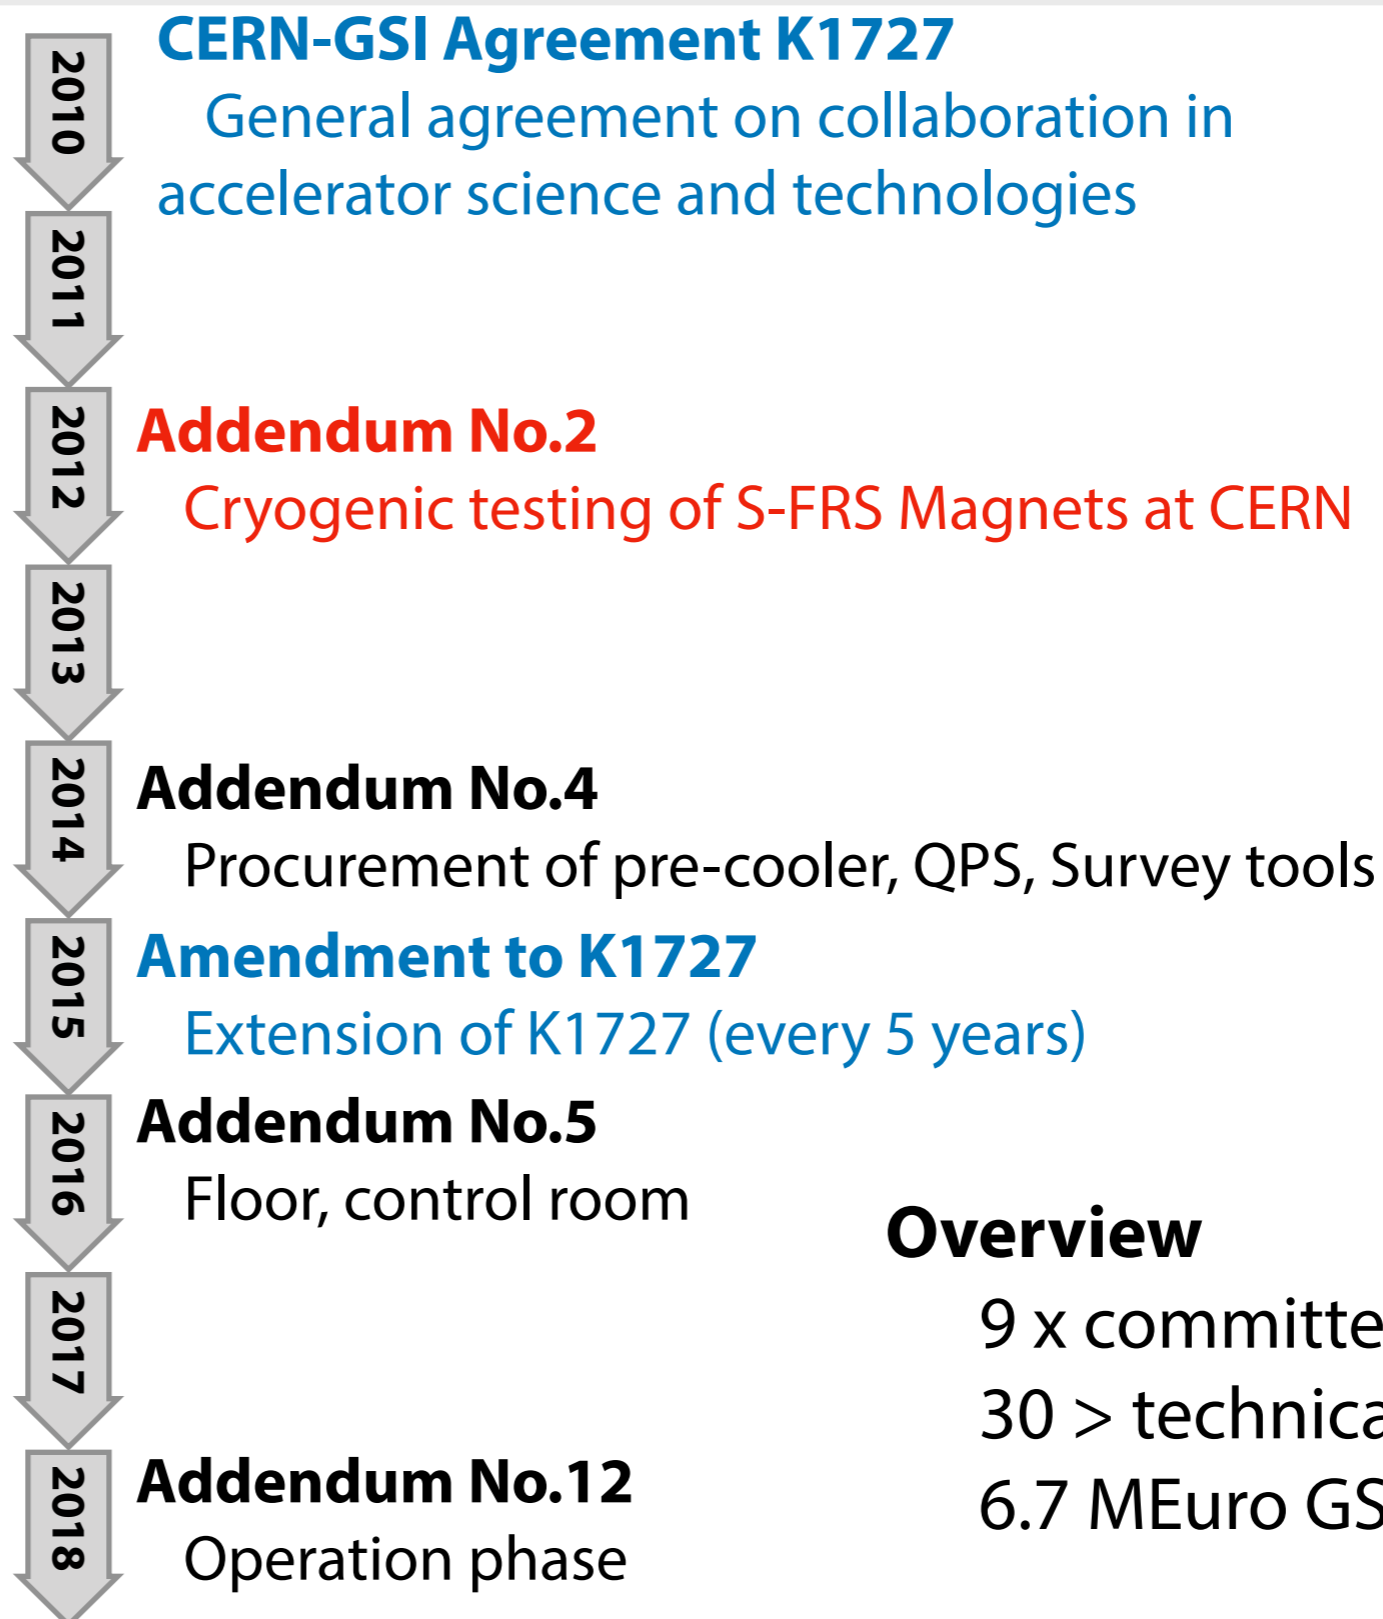 2010
CERN-GSI Agreement K1727
General agreement on collaboration in
accelerator science and technologies
2011
2012
Addendum No.2
Cryogenic testing of S-FRS Magnets at CERN
2013
2014
Addendum No.4
Procurement of pre-cooler, QPS, Survey tools
2015
Amendment to K1727
Extension of K1727 (every 5 years)
2016
Addendum No.5
Floor, control room
2017
2018
Addendum No.12
Operation phase
Overview
9 x
30 >
6.7 MEuro